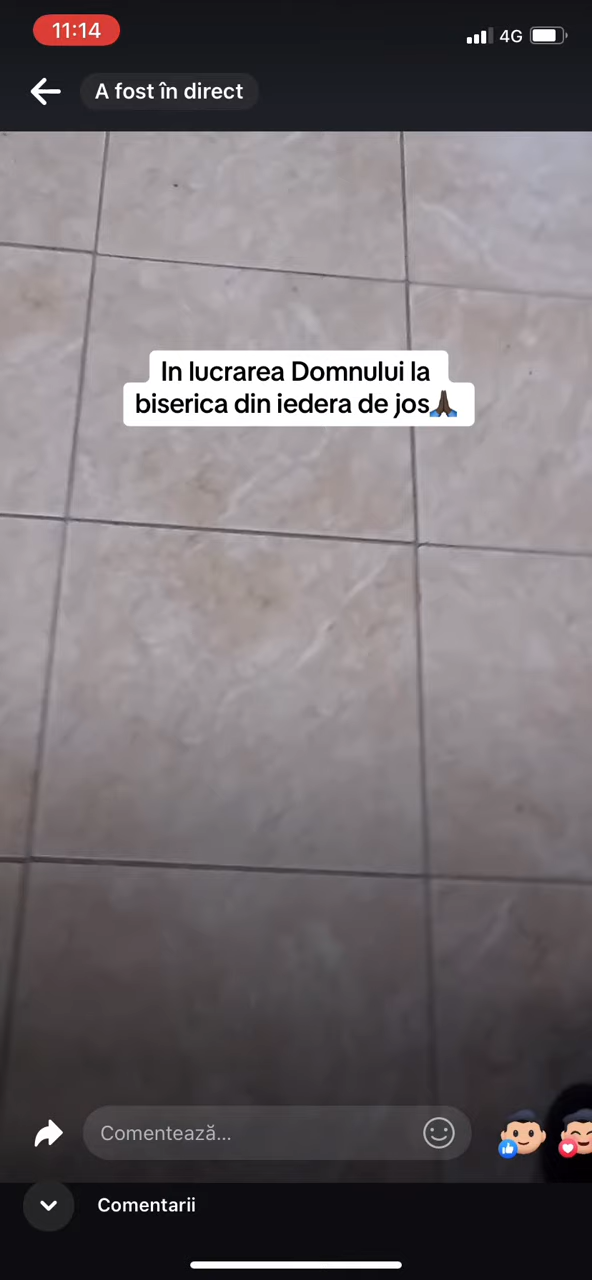 11:14
4G
A fost în direct
In lucrarea Domnului la
biserica din iedera de jos🙏🏿
Comentează...
Comentarii